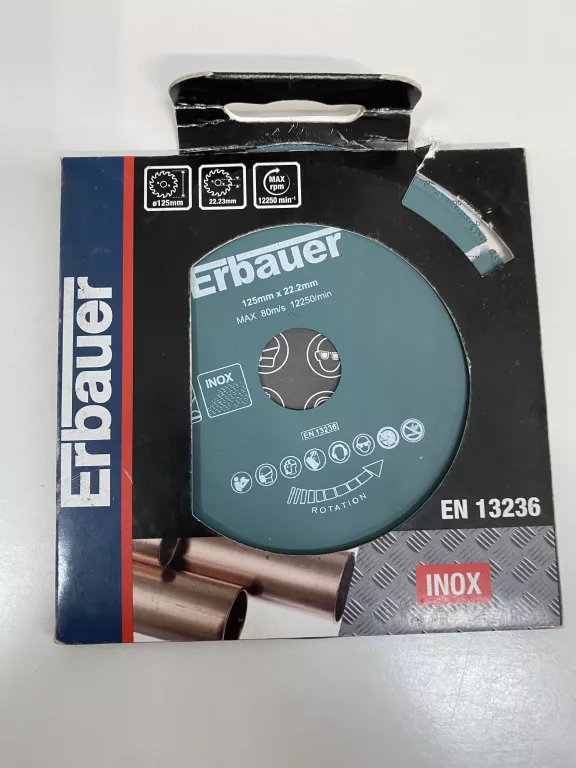 ø125mm
22.23mm
MAX
rpm
12250 min⁻¹
Erbauer
Erbauer
125mm x 22.2mm
MAX 80m/s 12250/min
INOX
EN 13236
ROTATION
EN 13236
INOX